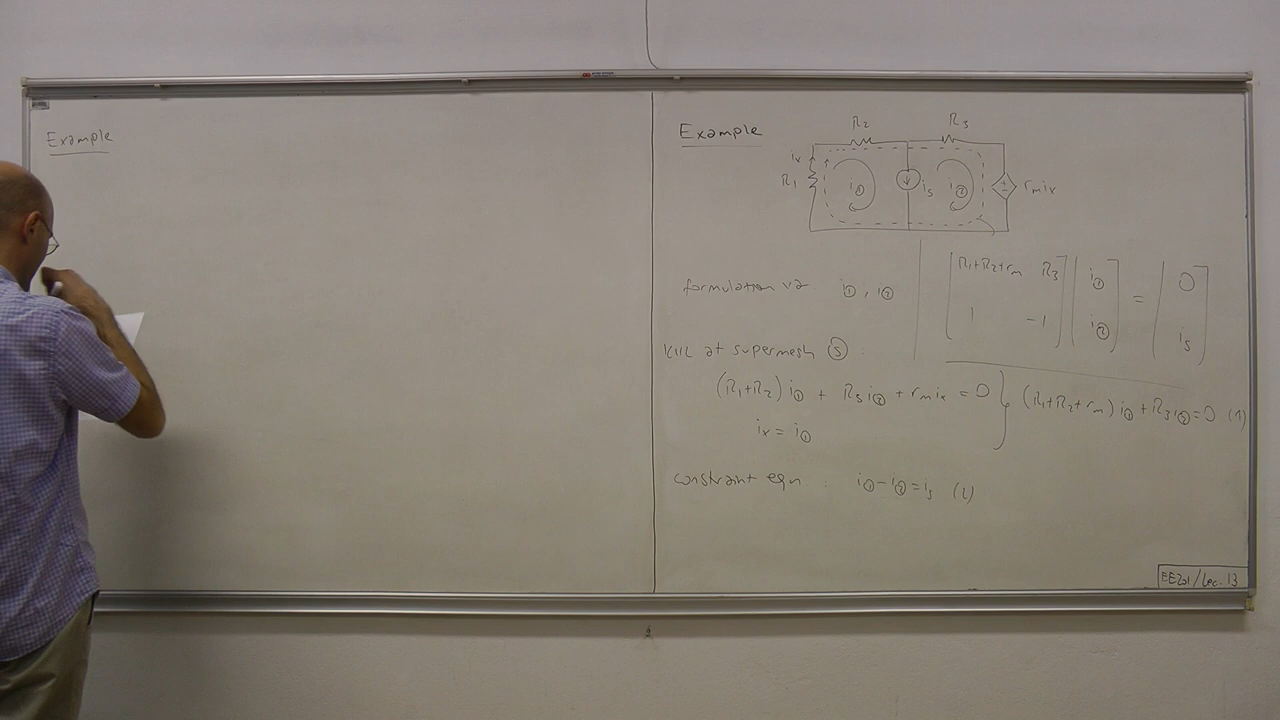 Example
Example
R2
R3
ix
R1
i①
is
i②
rmix
formulation va i①, i②
[R1+R2+rm R3] [i①] = [0]
[1 -1] [i②] [is]
KVL at supermesh Ⓢ :
(R1+R2) i① + R3 i② + rmix = 0 } (R1+R2+rm) i① + R3 i② = 0 (1)
ix = i①
constraint eqn : i① - i② = is (2)
EE201/Lec. 13